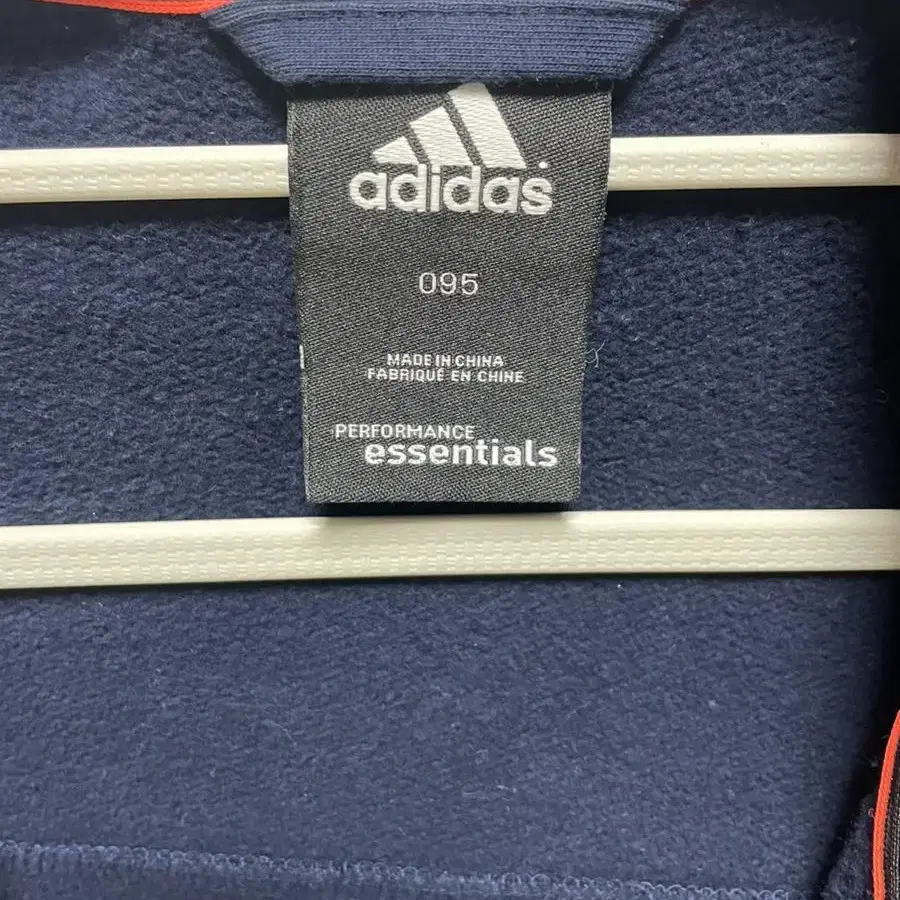 adidas
095
MADE IN CHINA
FABRIQUÉ EN CHINE
PERFORMANCE
essentials